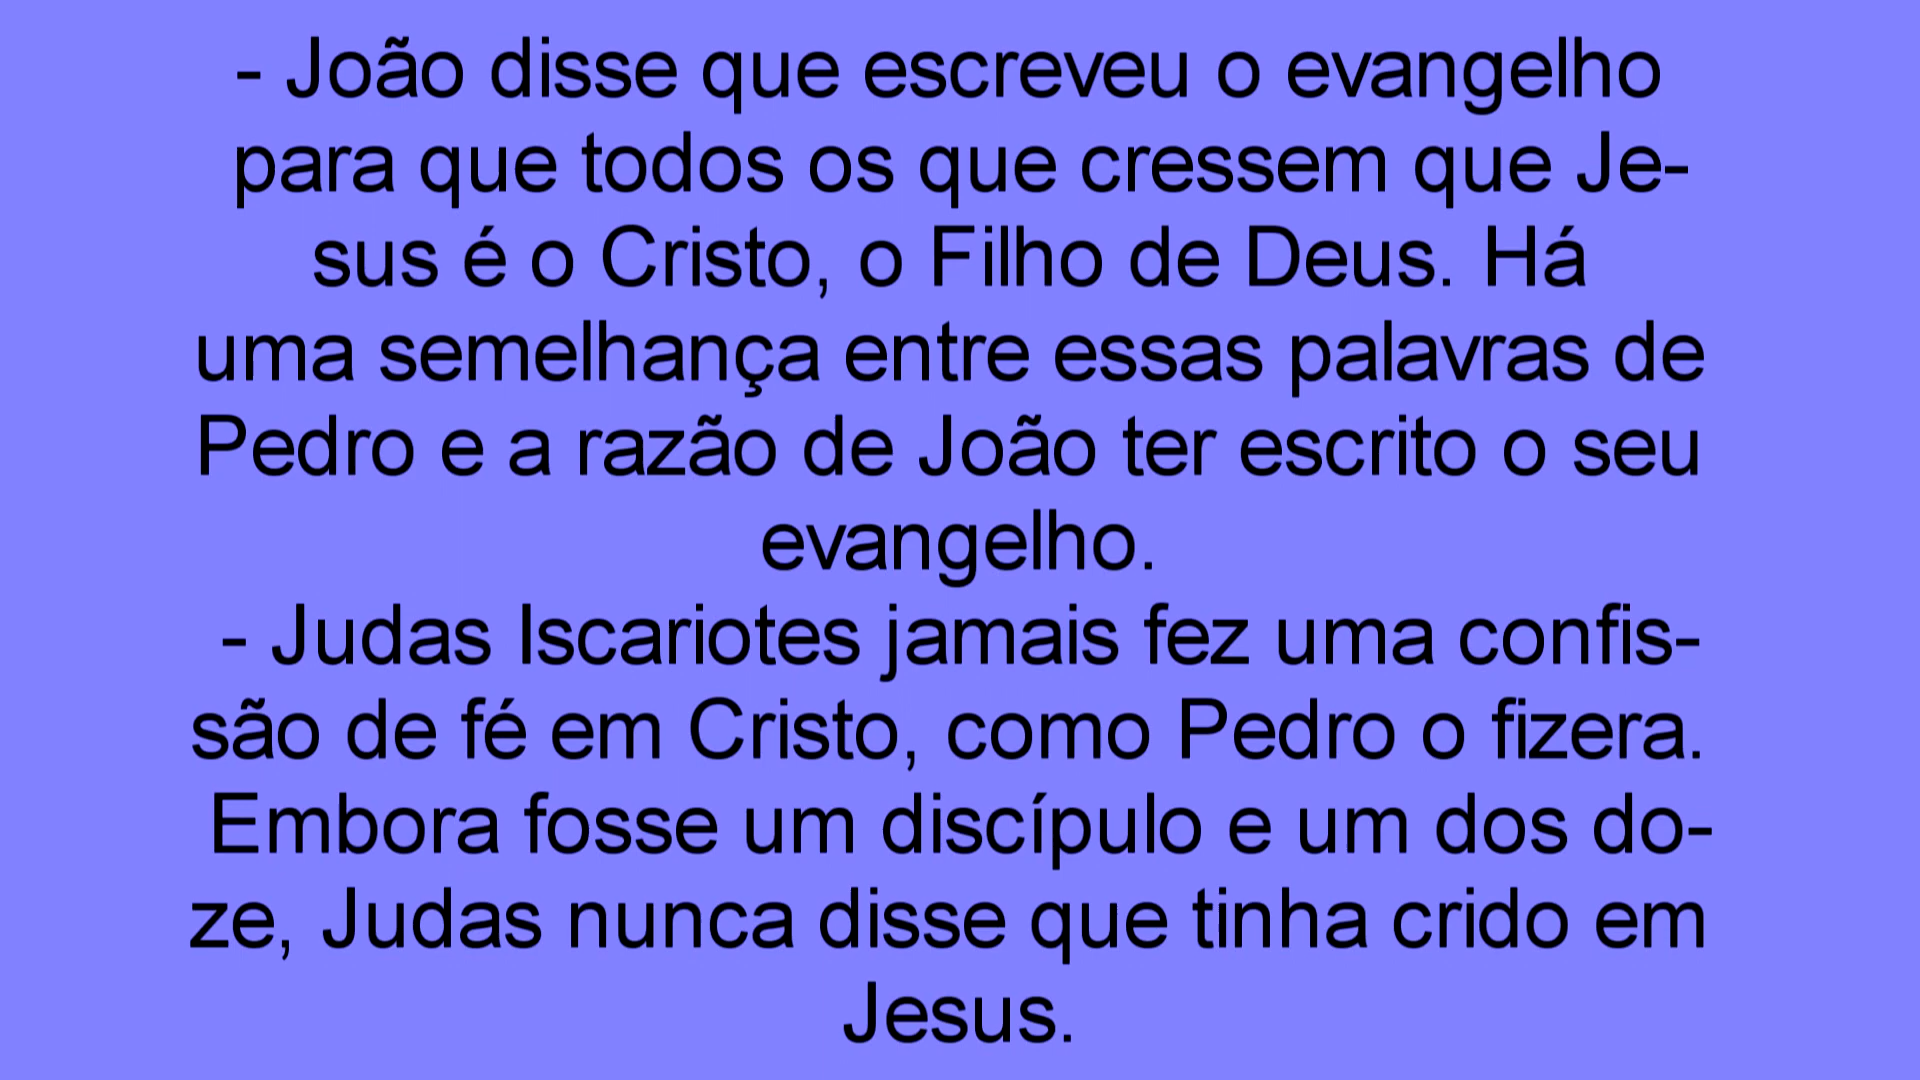 - João disse que escreveu o evangelho
para que todos os que cressem que Je-
sus é o Cristo, o Filho de Deus. Há
uma semelhança entre essas palavras de
Pedro e a razão de João ter escrito o seu
evangelho.
- Judas Iscariotes jamais fez uma confis-
são de fé em Cristo, como Pedro o fizera.
Embora fosse um discípulo e um dos do-
ze, Judas nunca disse que tinha crido em
Jesus.